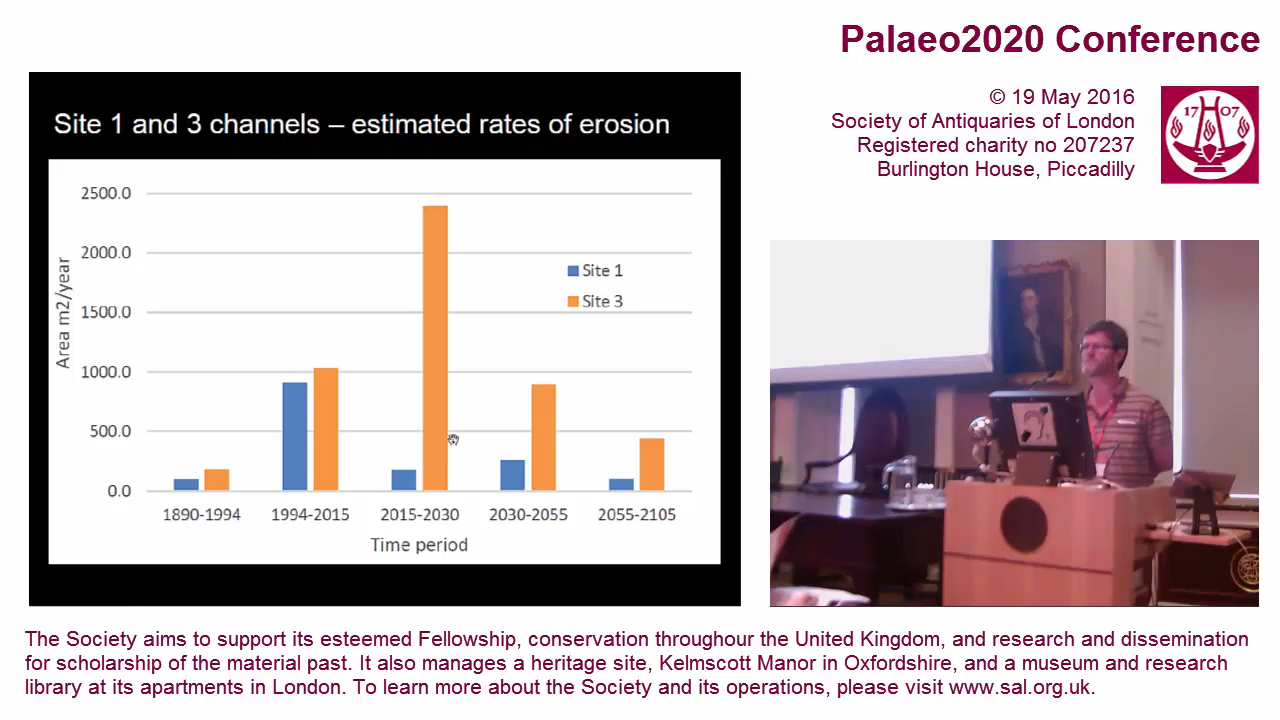 Palaeo2020 Conference
© 19 May 2016
Society of Antiquaries of London
Registered charity no 207237
Burlington House, Piccadilly
17 07
Site 1 and 3 channels – estimated rates of erosion
2500.0
2000.0
1500.0
1000.0
500.0
0.0
Area m2/year
Site 1
Site 3
1890-1994 1994-2015 2015-2030 2030-2055 2055-2105
Time period
The Society aims to support its esteemed Fellowship, conservation throughour the United Kingdom, and research and dissemination
for scholarship of the material past. It also manages a heritage site, Kelmscott Manor in Oxfordshire, and a museum and research
library at its apartments in London. To learn more about the Society and its operations, please visit www.sal.org.uk.